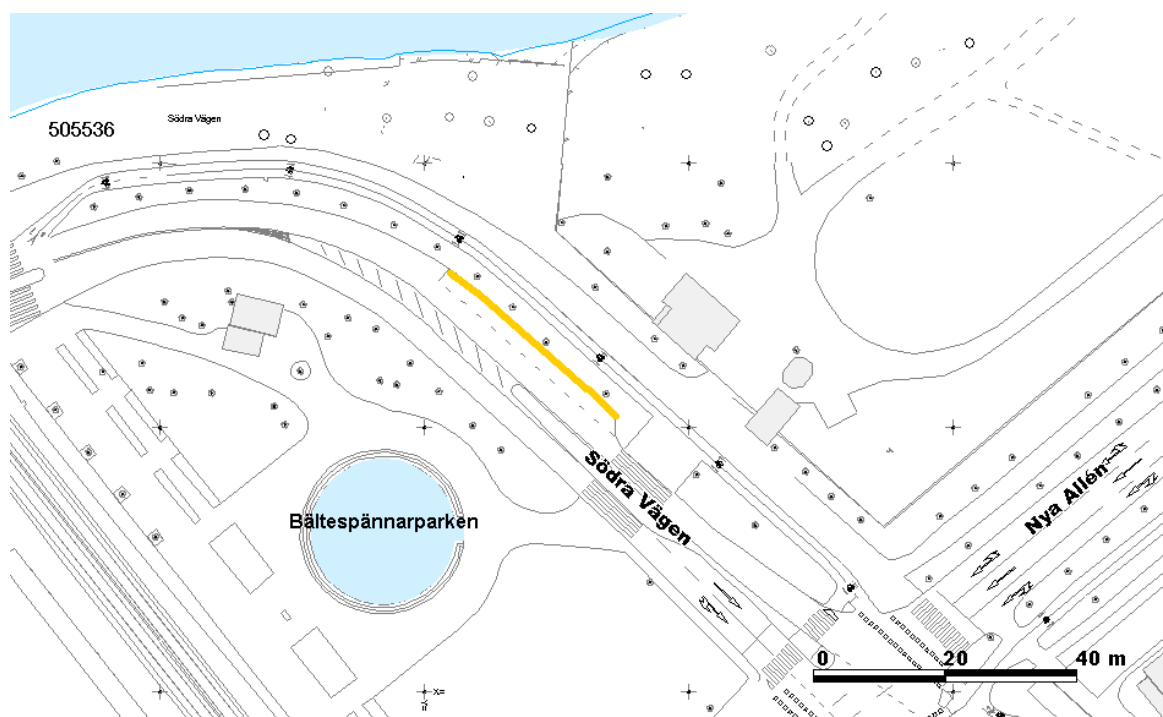 Södra Vägen
505536
Bältespännarparken
Södra Vägen
Nya Allén
0 20 40 m
X=